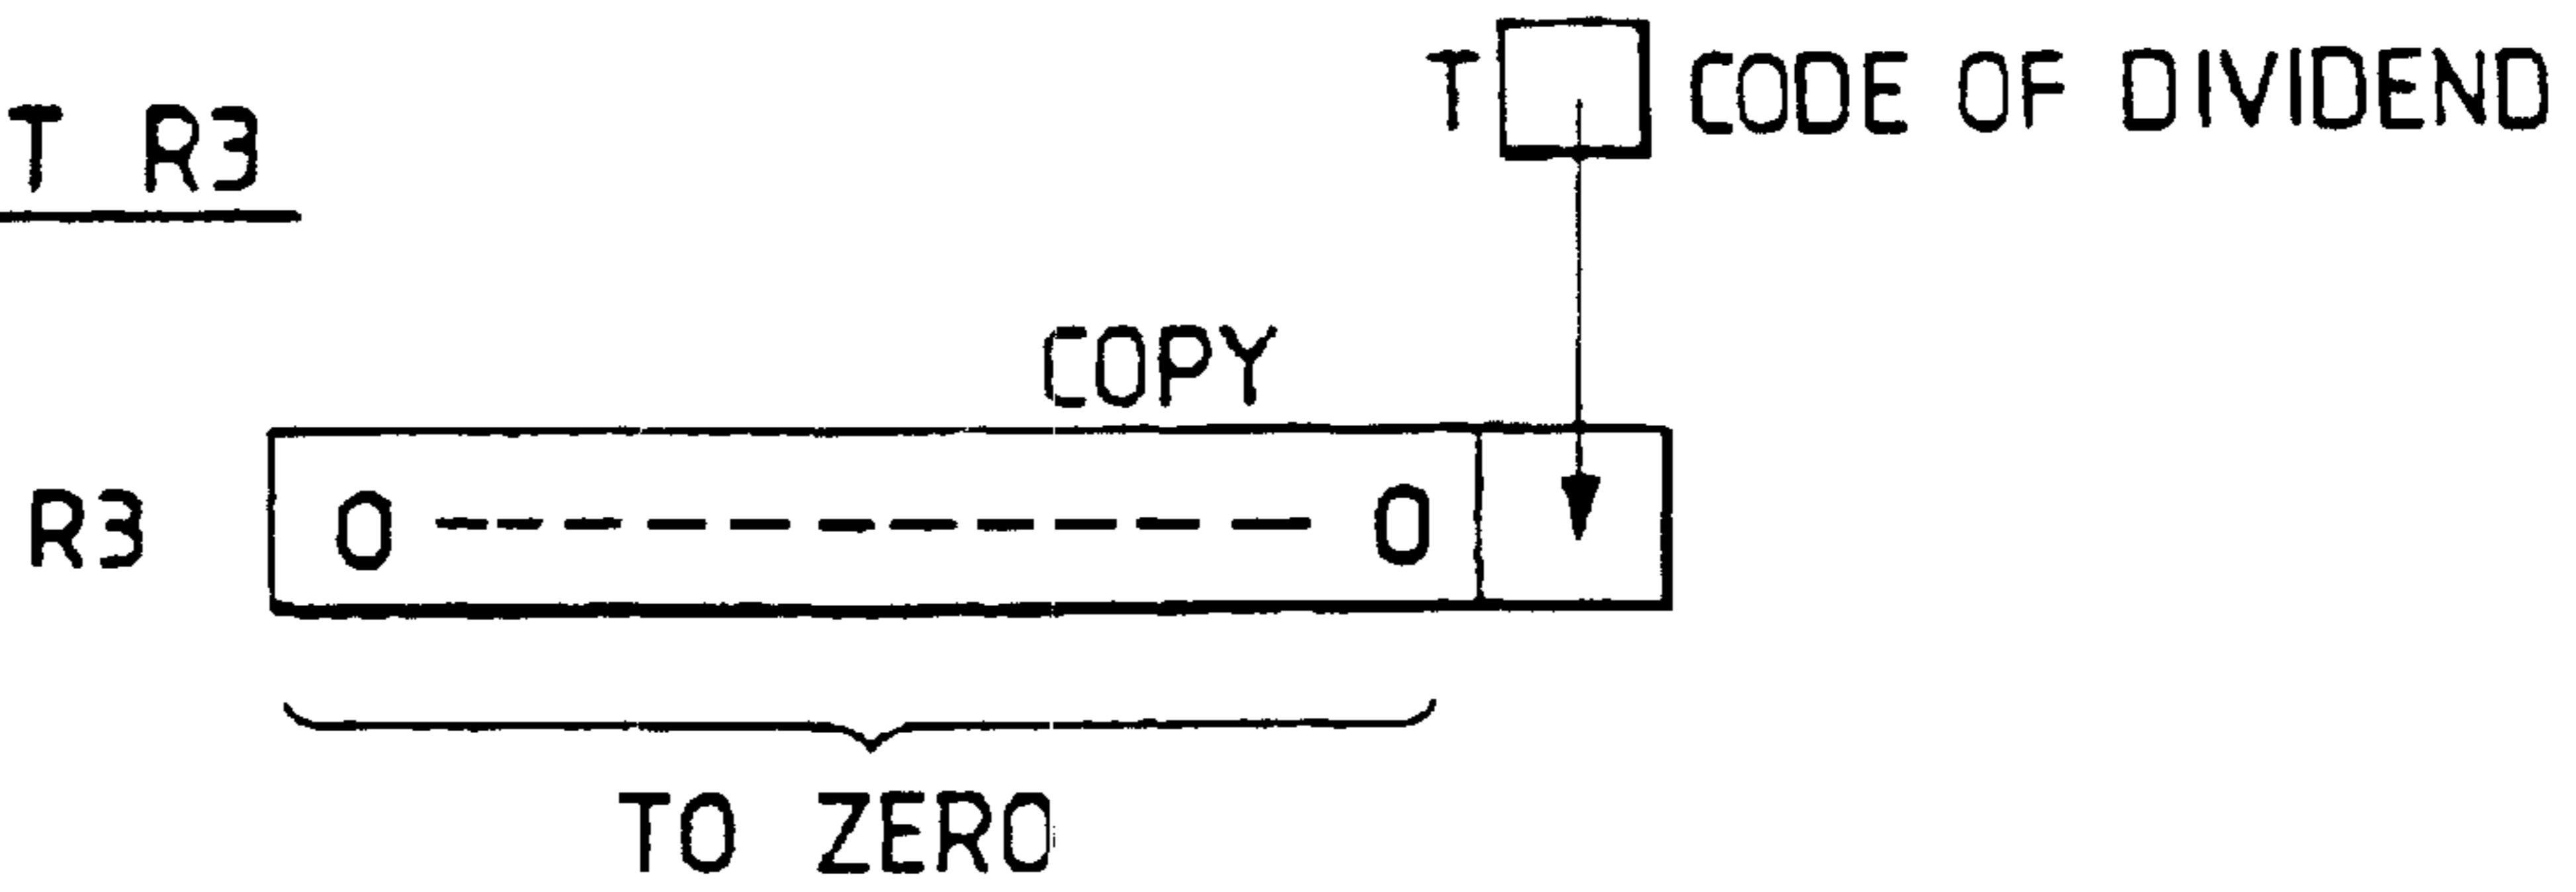 T CODE OF DIVIDEND
T R3
COPY
R3 0 0
TO ZERO